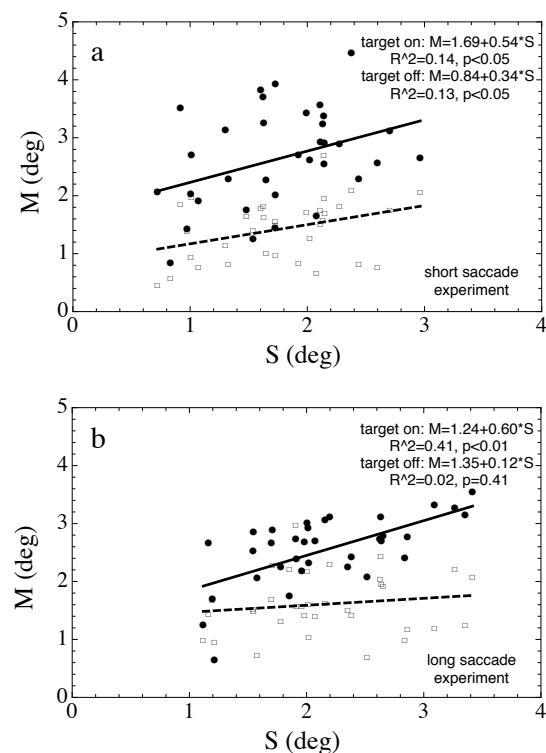 a
target on: M=1.69+0.54*S
R^2=0.14, p<0.05
target off: M=0.84+0.34*S
R^2=0.13, p<0.05
5
4
3
2
1
0
M (deg)
short saccade
experiment
0 1 2 3 4
S (deg)
b
target on: M=1.24+0.60*S
R^2=0.41, p<0.01
target off: M=1.35+0.12*S
R^2=0.02, p=0.41
5
4
3
2
1
0
M (deg)
long saccade
experiment
0 1 2 3 4
S (deg)